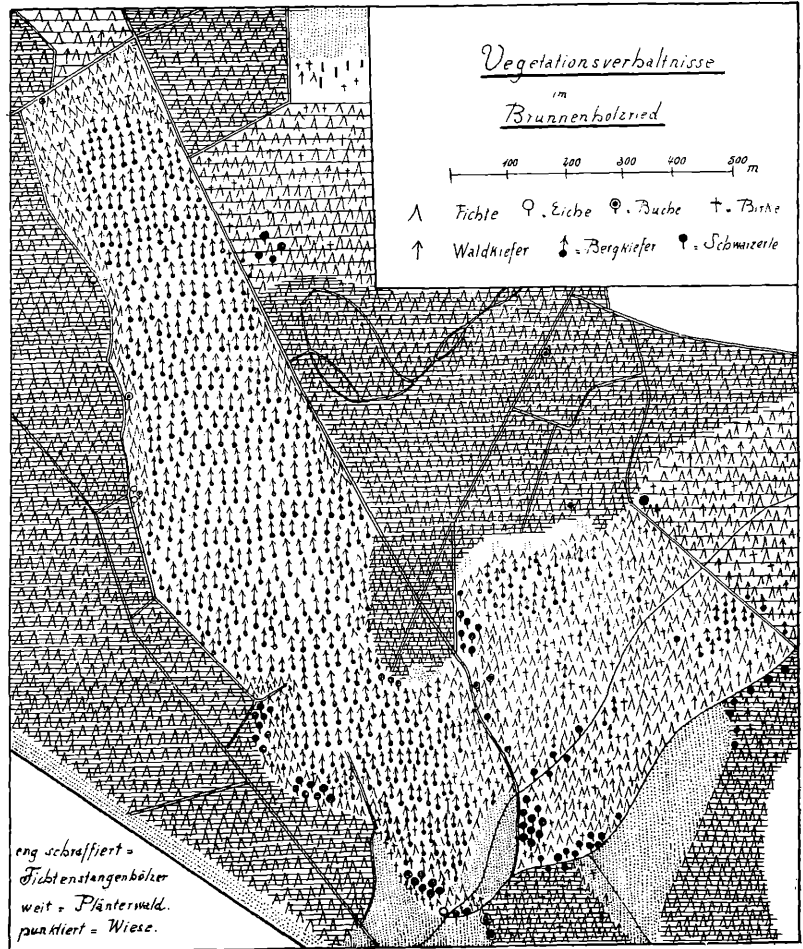 Vegetationsverhältnisse
im
Brunnenholzried
100 200 300 400 500
m
Fichte = Eiche = Buche = Birke
Waldkiefer = Bergkiefer = Schwarzerle
eng schraffiert =
Fichtenstangenhölzer
weit = Plänterwald.
punktiert = Wiese.